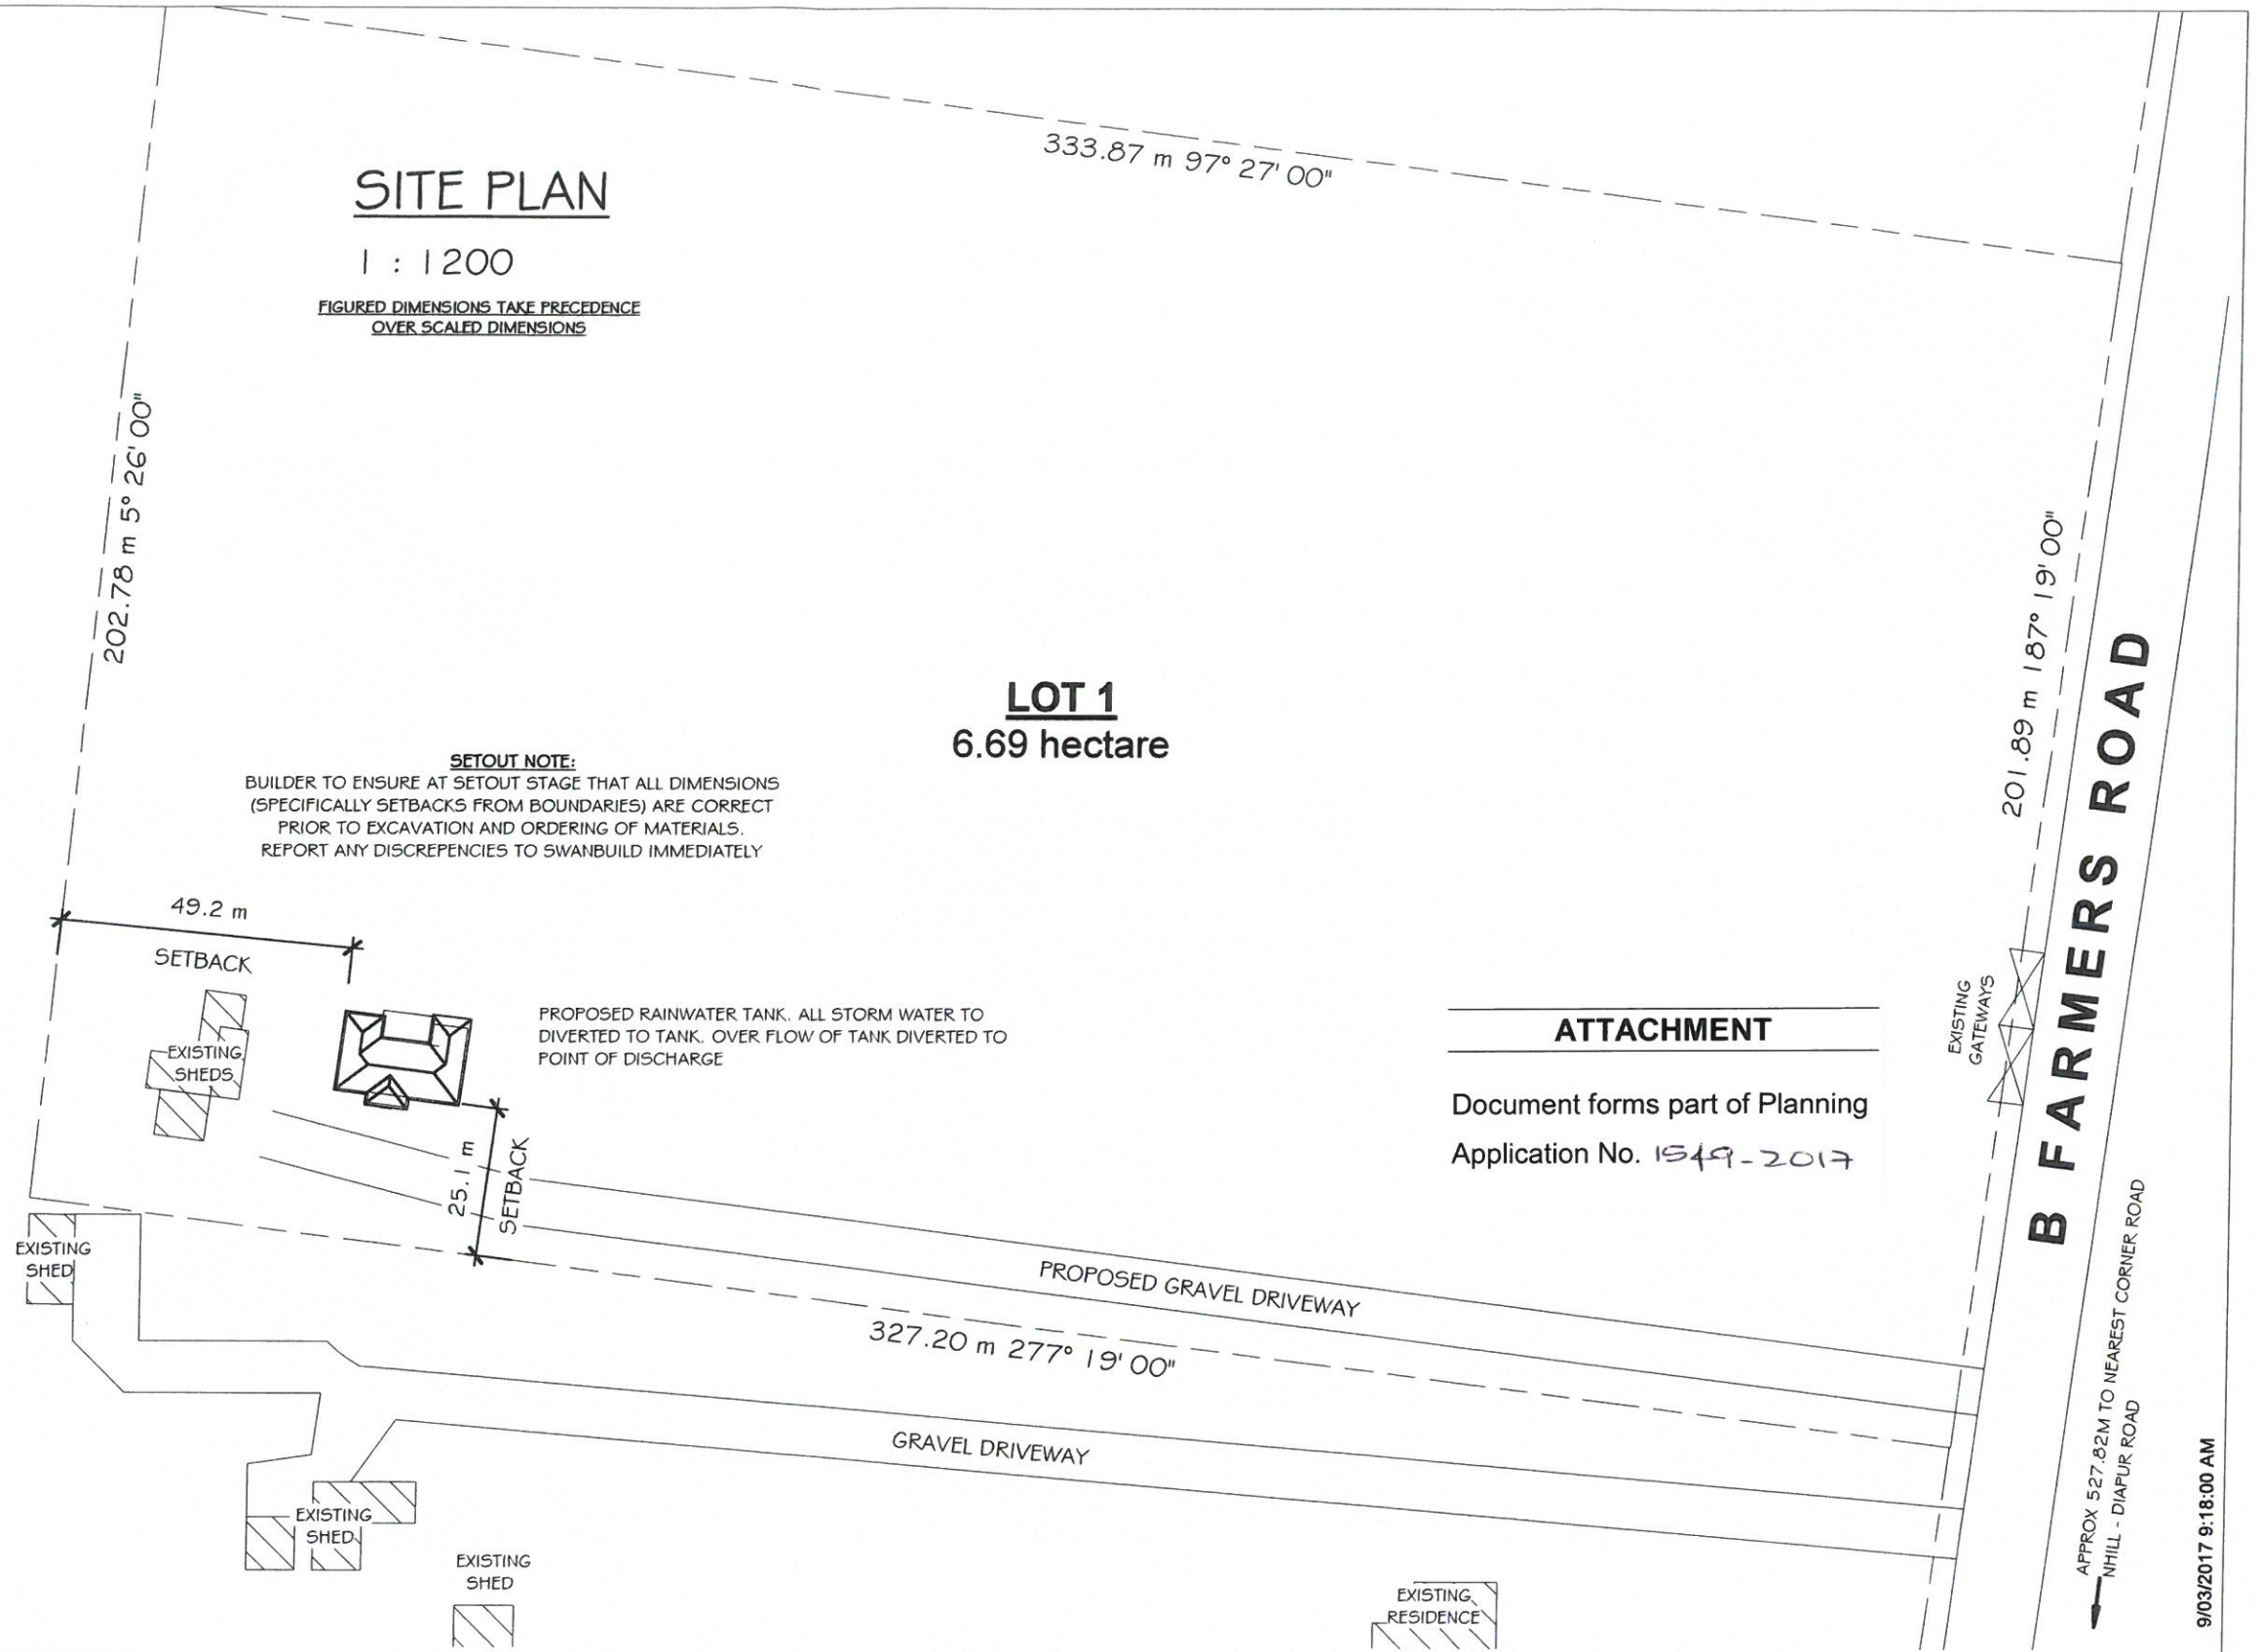 333.87 m 97° 27' 00"
SITE PLAN
1 : 1200
FIGURED DIMENSIONS TAKE PRECEDENCE
OVER SCALED DIMENSIONS
202.78 m 5° 26' 00"
201.89 m 187° 19' 00"
LOT 1
6.69 hectare
B FARMERS ROAD
SETOUT NOTE:
BUILDER TO ENSURE AT SETOUT STAGE THAT ALL DIMENSIONS
(SPECIFICALLY SETBACKS FROM BOUNDARIES) ARE CORRECT
PRIOR TO EXCAVATION AND ORDERING OF MATERIALS.
REPORT ANY DISCREPENCIES TO SWANBUILD IMMEDIATELY
49.2 m
SETBACK
EXISTING
SHEDS
PROPOSED RAINWATER TANK. ALL STORM WATER TO
DIVERTED TO TANK. OVER FLOW OF TANK DIVERTED TO
POINT OF DISCHARGE
EXISTING
GATEWAYS
ATTACHMENT
Document forms part of Planning
Application No. 1549-2017
25.1 m
SETBACK
EXISTING
SHED
PROPOSED GRAVEL DRIVEWAY
327.20 m 277° 19' 00"
GRAVEL DRIVEWAY
EXISTING
SHED
EXISTING
SHED
EXISTING
RESIDENCE
APPROX 527.82M TO NEAREST CORNER ROAD
NHILL - DIAPUR ROAD
9/03/2017 9:18:00 AM